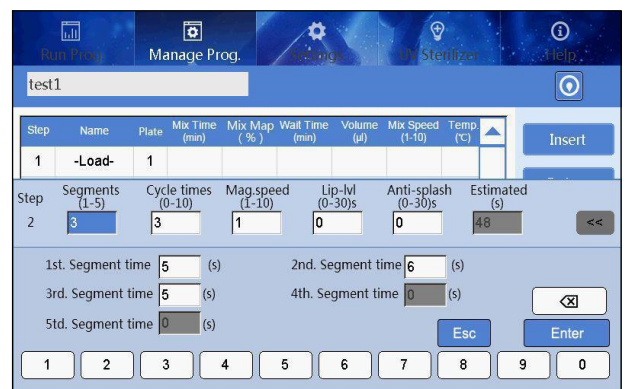 Run Prog. Manage Prog. Settings UV Sterilizer Help
test1
Step Name Plate Mix Time (min) Mix Map (%) Wait Time (min) Volume (μl) Mix Speed (1-10) Temp. (℃) Insert
1 -Load- 1
Step Segments (1-5) Cycle times (0-10) Mag.speed (1-10) Lip-lvl (0-30)s Anti-splash (0-30)s Estimated (s)
2 3 3 1 0 0 48 <<
1st. Segment time 5 (s) 2nd. Segment time 6 (s)
3rd. Segment time 5 (s) 4th. Segment time 0 (s)
5td. Segment time 0 (s)
Esc Enter
1 2 3 4 5 6 7 8 9 0